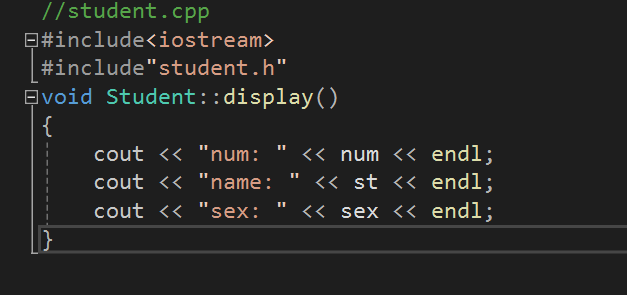 //student.cpp
#include<iostream>
#include"student.h"
void Student::display()
{
    cout << "num: " << num << endl;
    cout << "name: " << st << endl;
    cout << "sex: " << sex << endl;
}